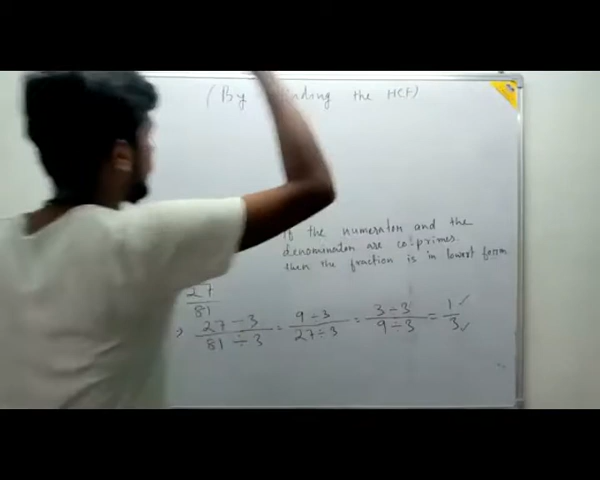 (By finding the HCF)
If the numerator and the
denominator are co-primes.
then the fraction is in lowest form
27/81
⇒ 27÷3/81÷3 = 9÷3/27÷3 = 3÷3/9÷3 = 1/3